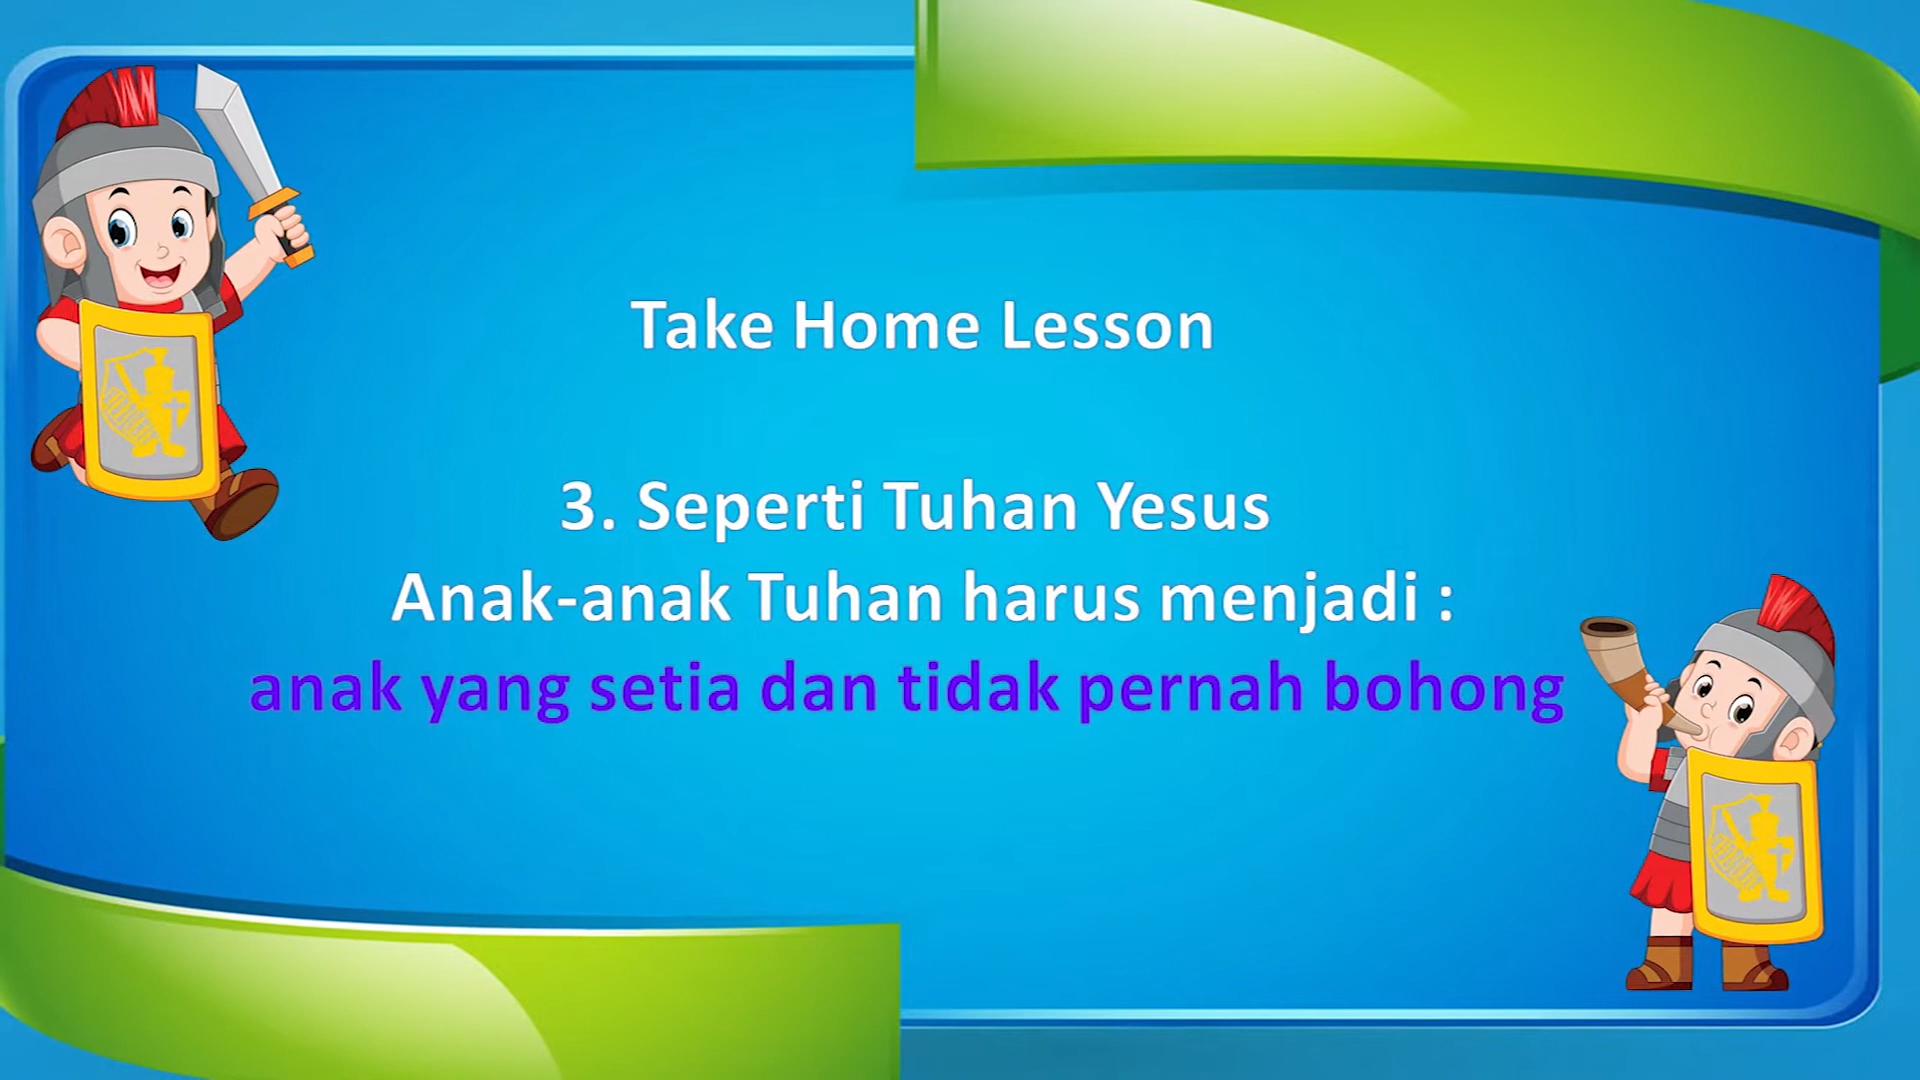 Take Home Lesson
3. Seperti Tuhan Yesus
Anak-anak Tuhan harus menjadi :
anak yang setia dan tidak pernah bohong